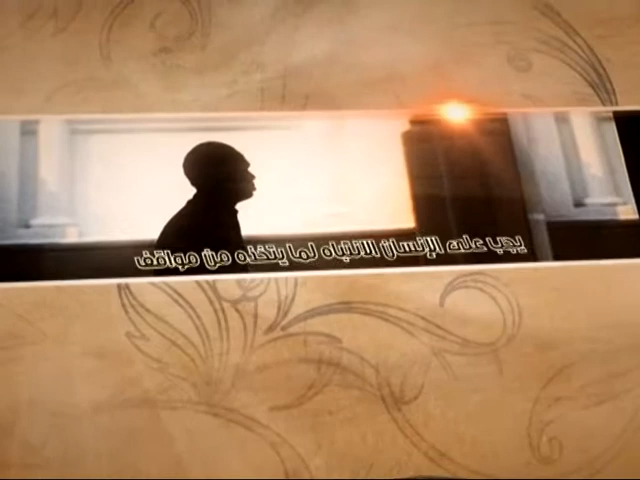 يجب على الإنسان الانتباه لما يتخذه من مواقف